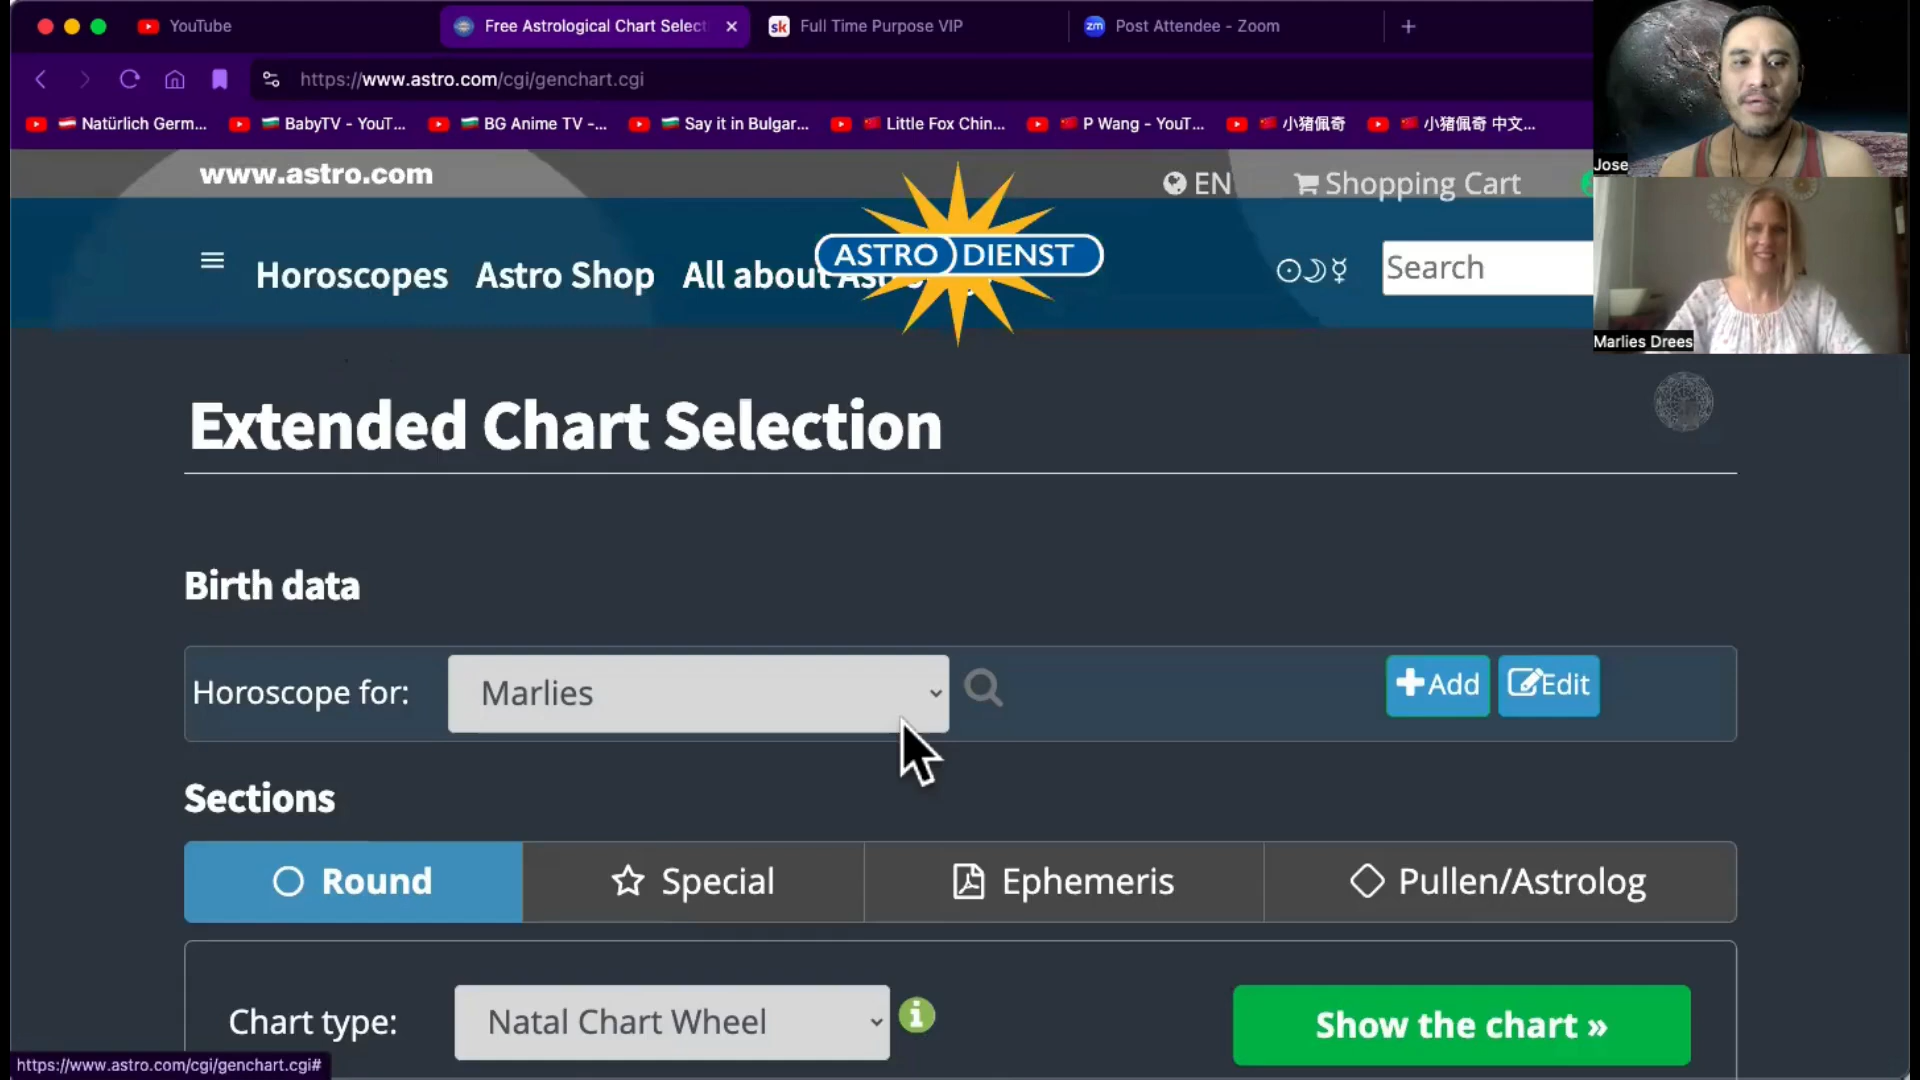 YouTube
Free Astrological Chart Select
Full Time Purpose VIP
Post Attendee - Zoom
https://www.astro.com/cgi/genchart.cgi
Natürlich Germ...
BabyTV - YouT...
BG Anime TV -...
Say it in Bulgar...
Little Fox Chin...
P Wang - YouT...
小猪佩奇
小猪佩奇 中文...
Jose
Marlies Drees
www.astro.com
EN
Shopping Cart
ASTRO DIENST
Horoscopes
Astro Shop
All about Astro
Search
Extended Chart Selection
Birth data
Horoscope for:
Marlies
Add
Edit
Sections
Round
Special
Ephemeris
Pullen/Astrolog
Chart type:
Natal Chart Wheel
Show the chart »
https://www.astro.com/cgi/genchart.cgi#